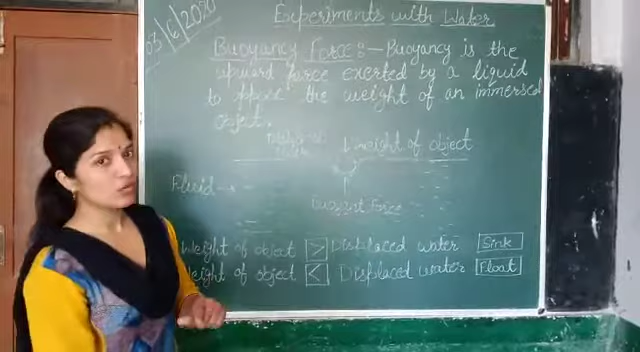 03/6/2020
Experiments with Water
Buoyancy Force :- Buoyancy is the
upward force exerted by a liquid
to oppose the weight of an immersed
object.
↓ weight of object
Fluid →
Buoyant Force
Weight of object > Displaced water Sink
Weight of object < Displaced water Float